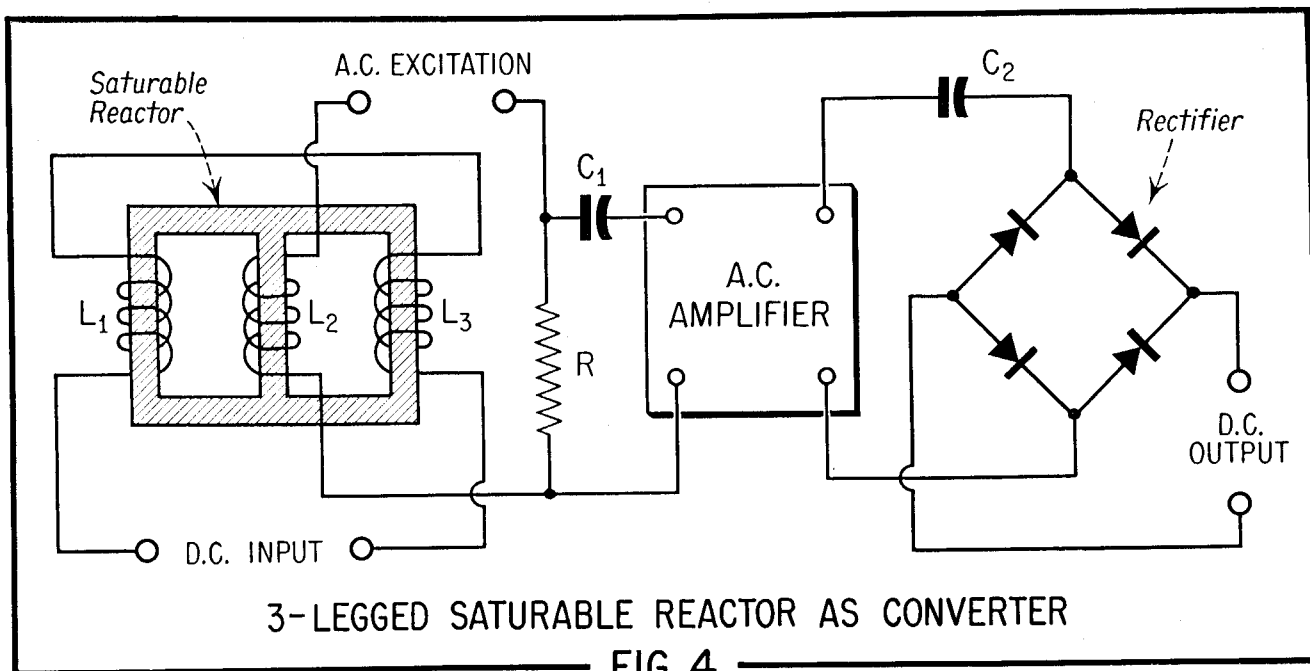 A.C. EXCITATION
Saturable
Reactor
C₂
Rectifier
C₁
L₁
L₂
L₃
R
A.C.
AMPLIFIER
D.C.
OUTPUT
D.C. INPUT
3-LEGGED SATURABLE REACTOR AS CONVERTER
FIG 4